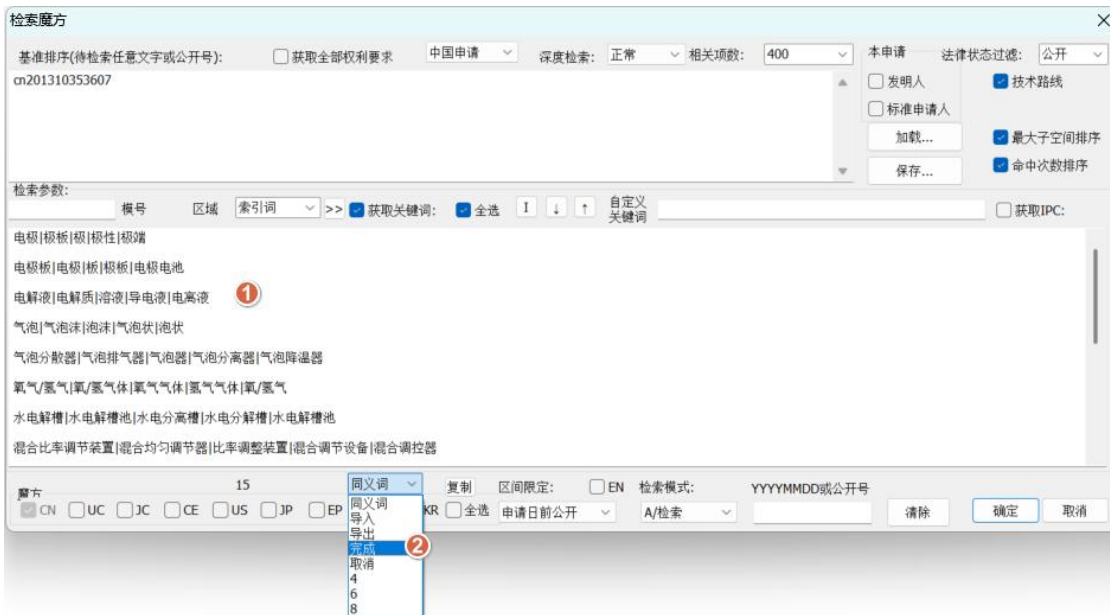 检索魔方
基准排序(待检索任意文字或公开号): 获取全部权利要求 中国申请 深度检索: 正常 相关项数: 400 本申请 法律状态过滤: 公开
cn201310353607
发明人 技术路线
标准申请人
加载... 最大子空间排序
保存... 命中次数排序
检索参数:
模号 区域 索引词 >> 获取关键词: 全选 I ↓ ↑ 自定义关键词 获取IPC:
电极|极板|极|极性|极端
电极板|电极|板|极板|电极电池
电解液|电解质|溶液|导电液|电离液 1
气泡|气泡沫|泡沫|气泡状|泡状
气泡分散器|气泡排气器|气泡器|气泡分离器|气泡降温器
氧气/氢气|氧/氢气体|氧气气体|氢气气体|氧/氢气
水电解槽|水电解槽池|水电分离槽|水电分解槽|水电解槽池
混合比率调节装置|混合均匀调节器|比率调整装置|混合调节设备|混合调控器
魔方 15 同义词 复制 区间限定: EN 检索模式: YYYYMMDD或公开号
CN UC JC CE US JP EP KR 全选 申请日前公开 A/检索 清除 确定 取消
同义词
导入
导出
完成 2
取消
4
6
8